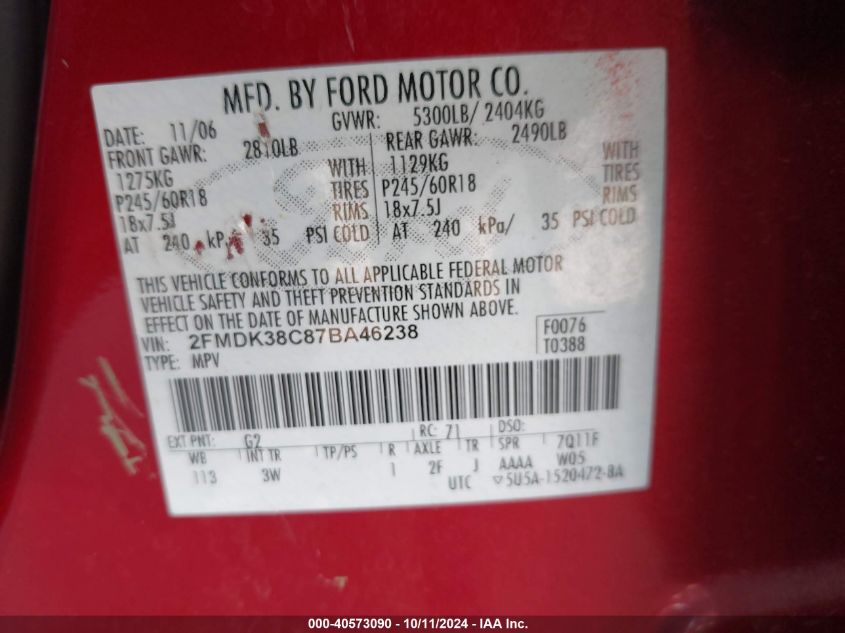 MFD. BY FORD MOTOR CO.
DATE: 11/06 GVWR: 5300LB/ 2404KG
FRONT GAWR: 2810LB REAR GAWR: 2490LB
1275KG WITH 1129KG WITH
P245/60R18 TIRES P245/60R18 TIRES
18x7.5J RIMS 18x7.5J RIMS
AT 240 kPa/ 35 PSI COLD AT 240 kPa/ 35 PSI COLD
THIS VEHICLE CONFORMS TO ALL APPLICABLE FEDERAL MOTOR
VEHICLE SAFETY AND THEFT PREVENTION STANDARDS IN
EFFECT ON THE DATE OF MANUFACTURE SHOWN ABOVE.
VIN: 2FMDK38C87BA46238 F0076
TYPE: MPV T0388
EXT PNT: G2 RC: 71 DSO:
WB INT TR TP/PS R AXLE TR SPR 7Q11F
113 3W 1 2F J AAAA W05
UTC ▽5U5A-1520472-8A
000-40573090 - 10/11/2024 - IAA Inc.